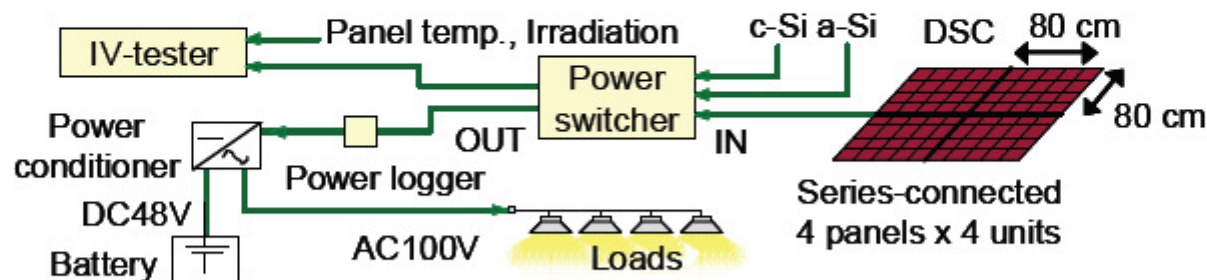 IV-tester
Panel temp., Irradiation
c-Si a-Si
DSC
80 cm
80 cm
Power
switcher
IN
OUT
Power
conditioner
Power logger
Series-connected
4 panels x 4 units
DC48V
AC100V
Loads
Battery